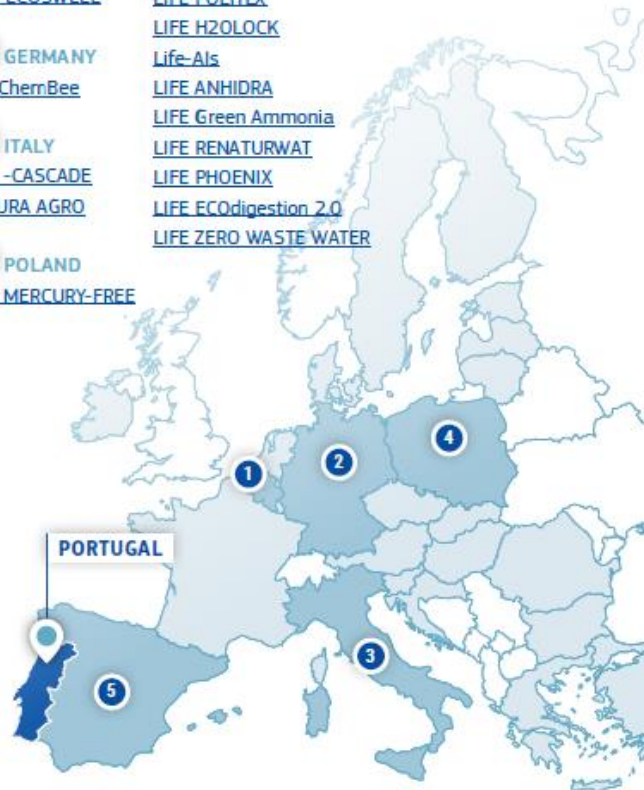 GERMANY
ChemBee
ITALY
-CASCADE
URA AGRO
POLAND
MERCURY-FREE
LIFE H2OLOCK
Life-AIs
LIFE ANHIDRA
LIFE Green Ammonia
LIFE RENATURWAT
LIFE PHOENIX
LIFE ECOdigestion 2.0
LIFE ZERO WASTE WATER
1
2
4
PORTUGAL
3
5